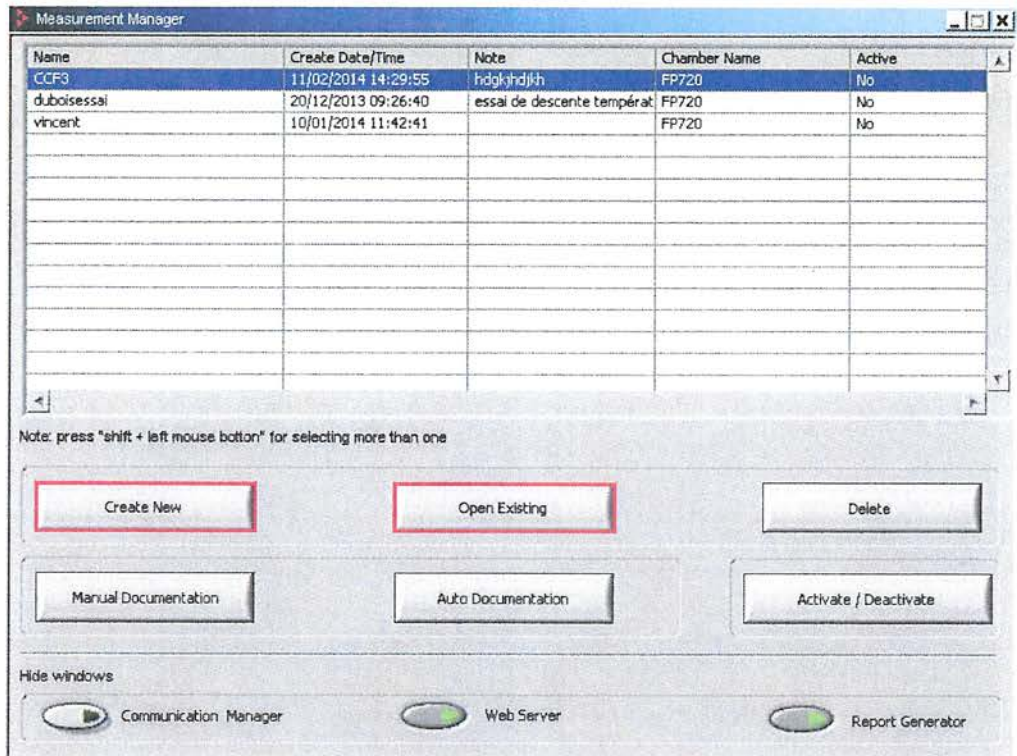 Measurement Manager
Name Create Date/Time Note Chamber Name Active
CCF3 11/02/2014 14:29:55 hdgkjhdjkh FP720 No
duboisessai 20/12/2013 09:26:40 essai de descente températ FP720 No
vincent 10/01/2014 11:42:41 FP720 No
Note: press "shift + left mouse botton" for selecting more than one
Create New Open Existing Delete
Manual Documentation Auto Documentation Activate / Deactivate
Hide windows
Communication Manager Web Server Report Generator